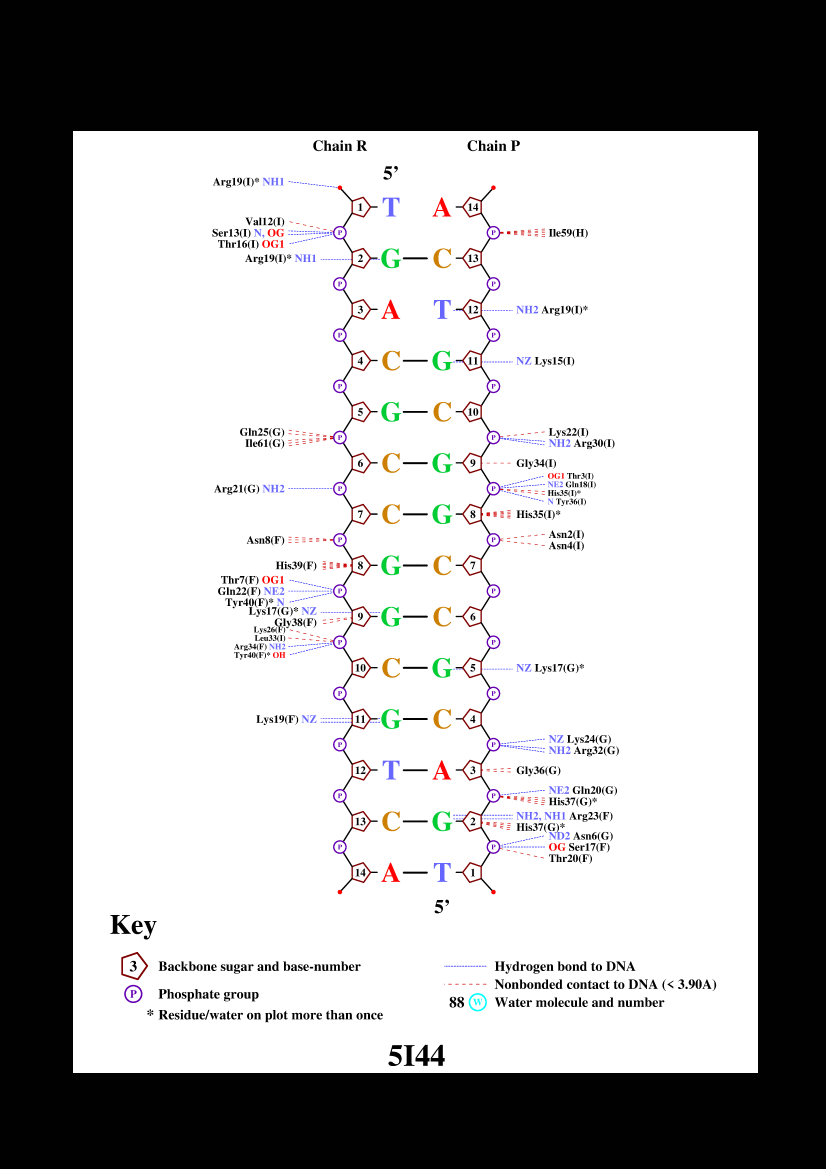 Chain R Chain P
5’
Arg19(I)* NH1
1 T A 14
Val12(I)
Ser13(I) N, OG P P Ile59(H)
Thr16(I) OG1
Arg19(I)* NH1 2 G C 13
P P
3 A T 12 NH2 Arg19(I)*
P P
4 C G 11 NZ Lys15(I)
P P
5 G C 10
Gln25(G) Lys22(I)
P P
Ile61(G) NH2 Arg30(I)
6 C G 9 Gly34(I)
OG1 Thr3(I)
NE2 Gln18(I)
Arg21(G) NH2 P P
His35(I)*
N Tyr36(I)
7 C G 8 His35(I)*
Asn2(I)
Asn8(F) P P
Asn4(I)
His39(F) 8 G C 7
Thr7(F) OG1
Gln22(F) NE2 P P
Tyr40(F)* N
Lys17(G)* NZ
9 G C 6
Gly38(F)
Lys26(F)
Leu33(I)
P P
Arg34(F) NH2
Tyr40(F)* OH
10 C G 5 NZ Lys17(G)*
P P
Lys19(F) NZ 11 G C 4
NZ Lys24(G)
P P
NH2 Arg32(G)
12 T A 3 Gly36(G)
NE2 Gln20(G)
P P
His37(G)*
NH2, NH1 Arg23(F)
13 C G 2
His37(G)*
ND2 Asn6(G)
P P OG Ser17(F)
Thr20(F)
14 A T 1
5’
Key
3 Backbone sugar and base-number
P Phosphate group
* Residue/water on plot more than once
Hydrogen bond to DNA
Nonbonded contact to DNA (< 3.90A)
88 W Water molecule and number
5I44